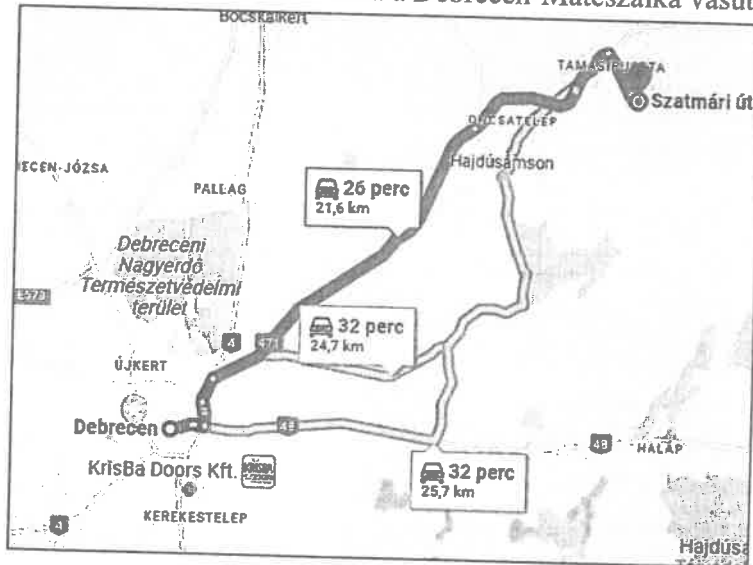 a Debrecen-Mátészalka vasút
Bocskaikert
TAMÁSIPUSZTA
Szatmári út
DACSATELEP
ECEN-JÓZSA
Hajdúsámson
PALLAG
26 perc
21,6 km
Debreceni
Nagyerdő
Természetvédelmi
terület
32 perc
24,7 km
4
471
ÚJKERT
Debrecen
48
48
HALÁP
KrisBa Doors Kft.
32 perc
25,7 km
4
KEREKESTELEP
Hajdúsá